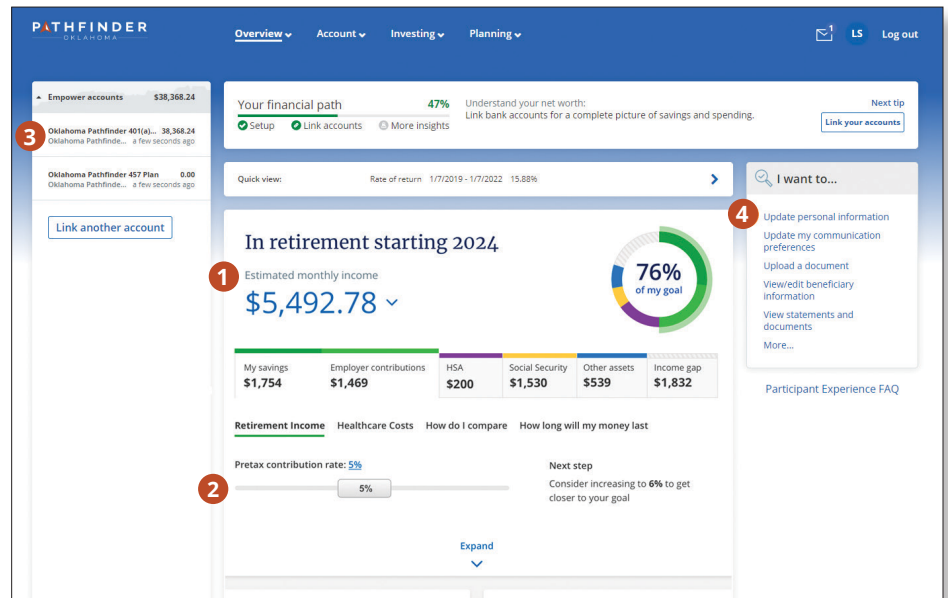 PATHFINDER
OKLAHOMA
Overview
Account
Investing
Planning
1
LS
Log out
Empower accounts $38,368.24
3
Oklahoma Pathfinder 401(a)... 38,368.24
Oklahoma Pathfinde... a few seconds ago
Oklahoma Pathfinder 457 Plan 0.00
Oklahoma Pathfinde... a few seconds ago
Link another account
Your financial path 47%
Setup Link accounts More insights
Understand your net worth:
Link bank accounts for a complete picture of savings and spending.
Next tip
Link your accounts
Quick view: Rate of return 1/7/2019 - 1/7/2022 15.88%
In retirement starting 2024
1
Estimated monthly income
$5,492.78
76%
of my goal
My savings
$1,754
Employer contributions
$1,469
HSA
$200
Social Security
$1,530
Other assets
$539
Income gap
$1,832
Retirement Income Healthcare Costs How do I compare How long will my money last
Pretax contribution rate: 5%
2
5%
Next step
Consider increasing to 6% to get
closer to your goal
Expand
I want to...
4
Update personal information
Update my communication
preferences
Upload a document
View/edit beneficiary
information
View statements and
documents
More...
Participant Experience FAQ